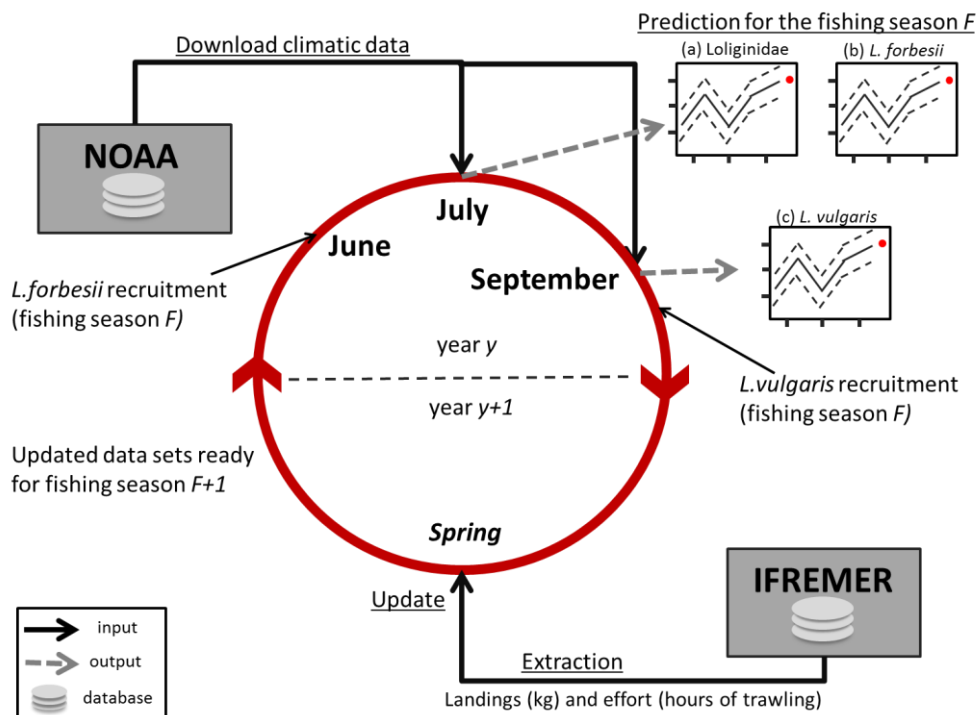 Prediction for the fishing season F
Download climatic data
(a) Loliginidae
(b) L. forbesii
NOAA
July
June
(c) L. vulgaris
September
L.forbesii recruitment
(fishing season F)
year y
year y+1
L.vulgaris recruitment
(fishing season F)
Updated data sets ready
for fishing season F+1
Spring
IFREMER
Update
input
output
database
Extraction
Landings (kg) and effort (hours of trawling)